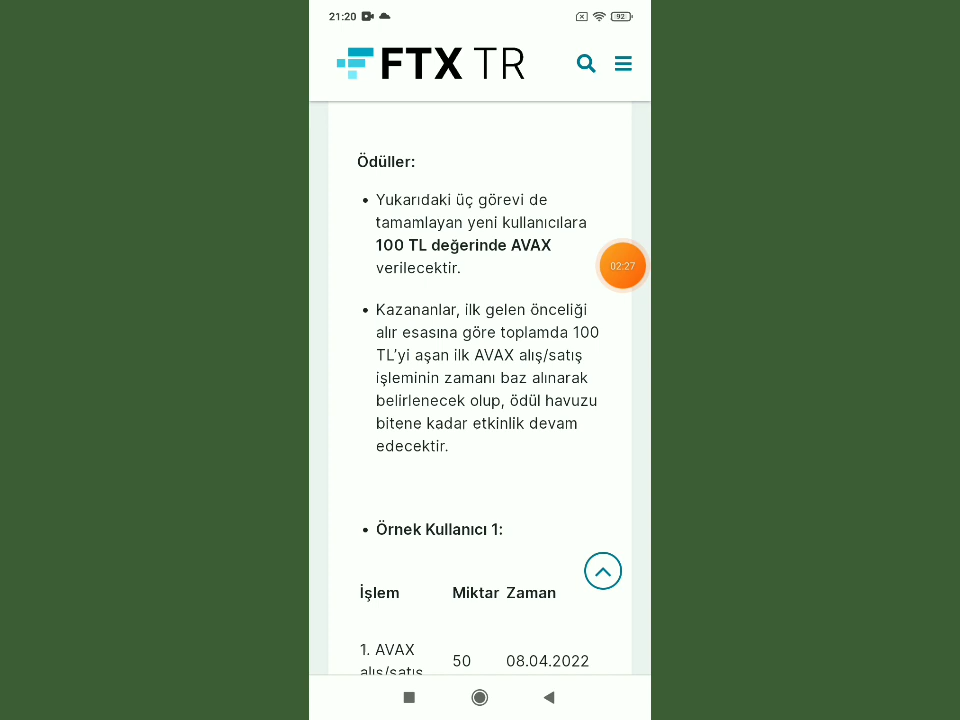 21:20
92
FTX TR
Ödüller:
• Yukarıdaki üç görevi de
tamamlayan yeni kullanıcılara
100 TL değerinde AVAX
verilecektir.
02:27
• Kazananlar, ilk gelen önceliği
alır esasına göre toplamda 100
TL'yi aşan ilk AVAX alış/satış
işleminin zamanı baz alınarak
belirlenecek olup, ödül havuzu
bitene kadar etkinlik devam
edecektir.
• Örnek Kullanıcı 1:
İşlem Miktar Zaman
1. AVAX
alış/satış
50 08.04.2022